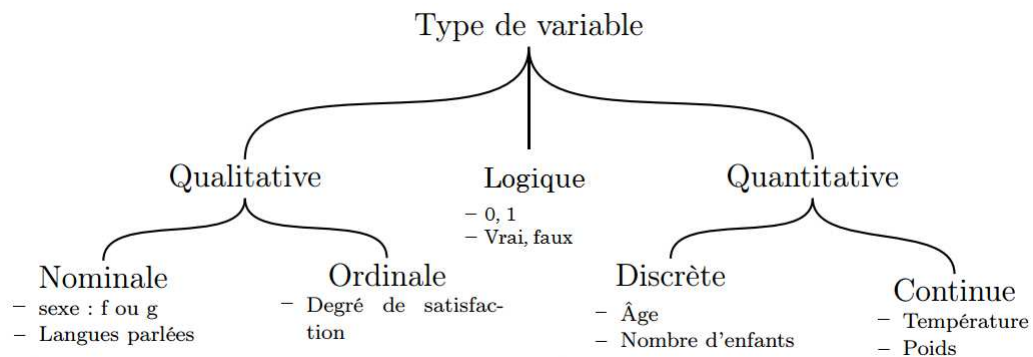 Type de variable
Qualitative
Logique
Quantitative
– 0, 1
– Vrai, faux
Nominale
– sexe : f ou g
– Langues parlées
Ordinale
– Degré de satisfac-
tion
Discrète
– Âge
– Nombre d'enfants
Continue
– Température
– Poids